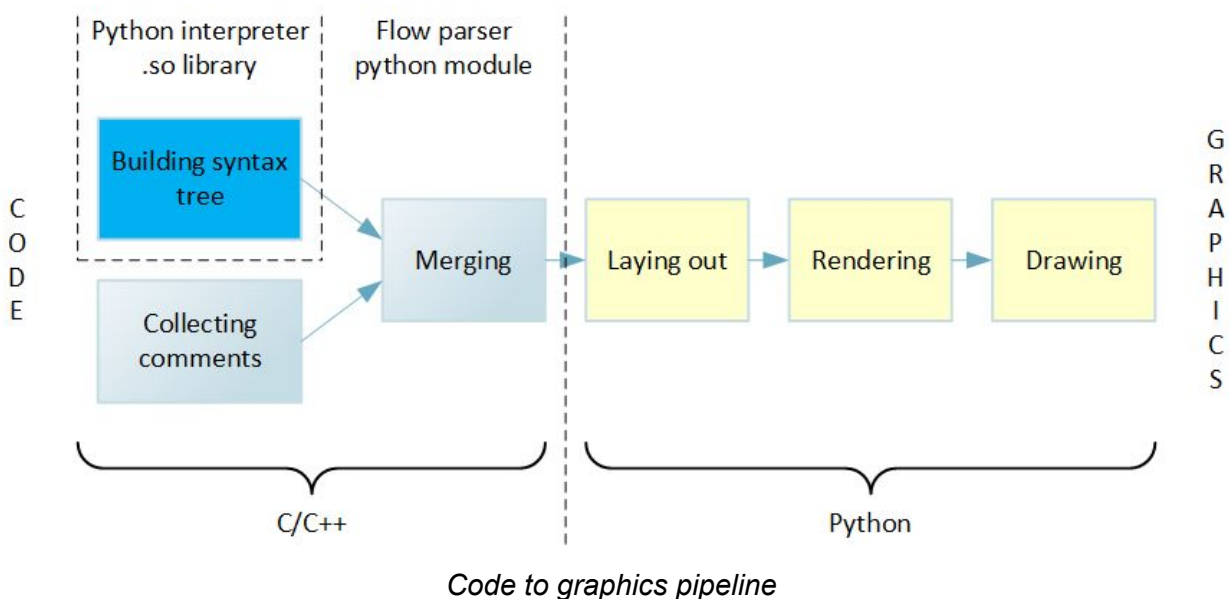 Python interpreter
.so library
Flow parser
python module
Building syntax
tree
Collecting
comments
Merging
Laying out
Rendering
Drawing
C
O
D
E
G
R
A
P
H
I
C
S
C/C++
Python
Code to graphics pipeline